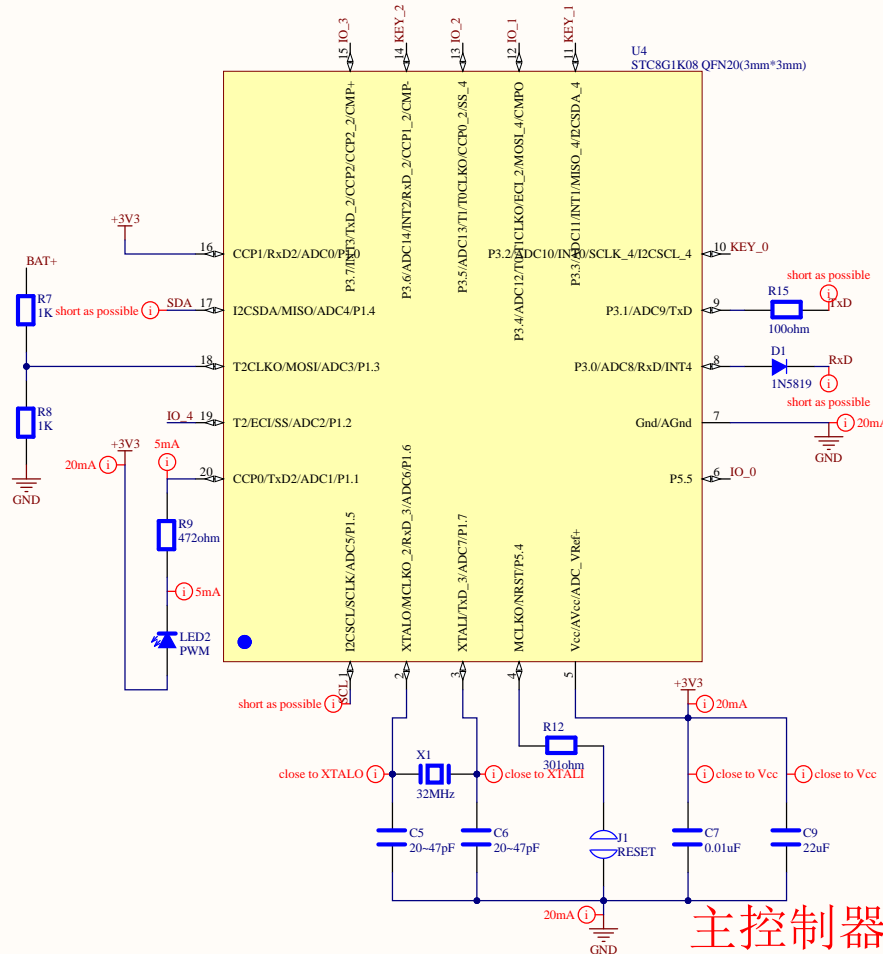 IO_3
KEY_2
IO_2
IO_1
KEY_1
15
14
13
12
11
U4
STC8G1K08 QFN20(3mm*3mm)
P3.7/INT3/TxD_2/CCP2/CCP2_2/CMP+
P3.6/ADC14/INT2/RxD_2/CCP1_2/CMP-
P3.5/ADC13/T1/T0CLKO/CCP0_2/SS_4
P3.4/ADC12/T0/T1CLKO/ECI_2/MOSI_4/CMPO
P3.3/ADC11/INT1/MISO_4/I2CSDA_4
+3V3
16
CCP1/RxD2/ADC0/P1.0
P3.2/ADC10/INT0/SCLK_4/I2CSCL_4
10
KEY_0
BAT+
R7
1K
short as possible
i
SDA
17
I2CSDA/MISO/ADC4/P1.4
P3.1/ADC9/TxD
9
R15
100ohm
short as possible
i
TxD
18
T2CLKO/MOSI/ADC3/P1.3
P3.0/ADC8/RxD/INT4
8
D1
1N5819
RxD
i
short as possible
R8
1K
GND
IO_4
19
T2/ECI/SS/ADC2/P1.2
Gnd/AGnd
7
i
20mA
GND
+3V3
20mA
i
5mA
i
20
CCP0/TxD2/ADC1/P1.1
P5.5
6
IO_0
R9
472ohm
i
5mA
LED2
PWM
I2CSCL/SCLK/ADC5/P1.5
XTALO/MCLKO_2/RxD_3/ADC6/P1.6
XTALI/TxD_3/ADC7/P1.7
MCLKO/NRST/P5.4
Vcc/AVcc/ADC_VRef+
1
2
3
4
5
SCL
short as possible
i
+3V3
i
20mA
R12
301ohm
close to XTALO
i
X1
32MHz
i
close to XTALI
i
close to Vcc
i
close to Vcc
C5
20~47pF
C6
20~47pF
J1
RESET
C7
0.01uF
C9
22uF
20mA
i
GND
主控制器